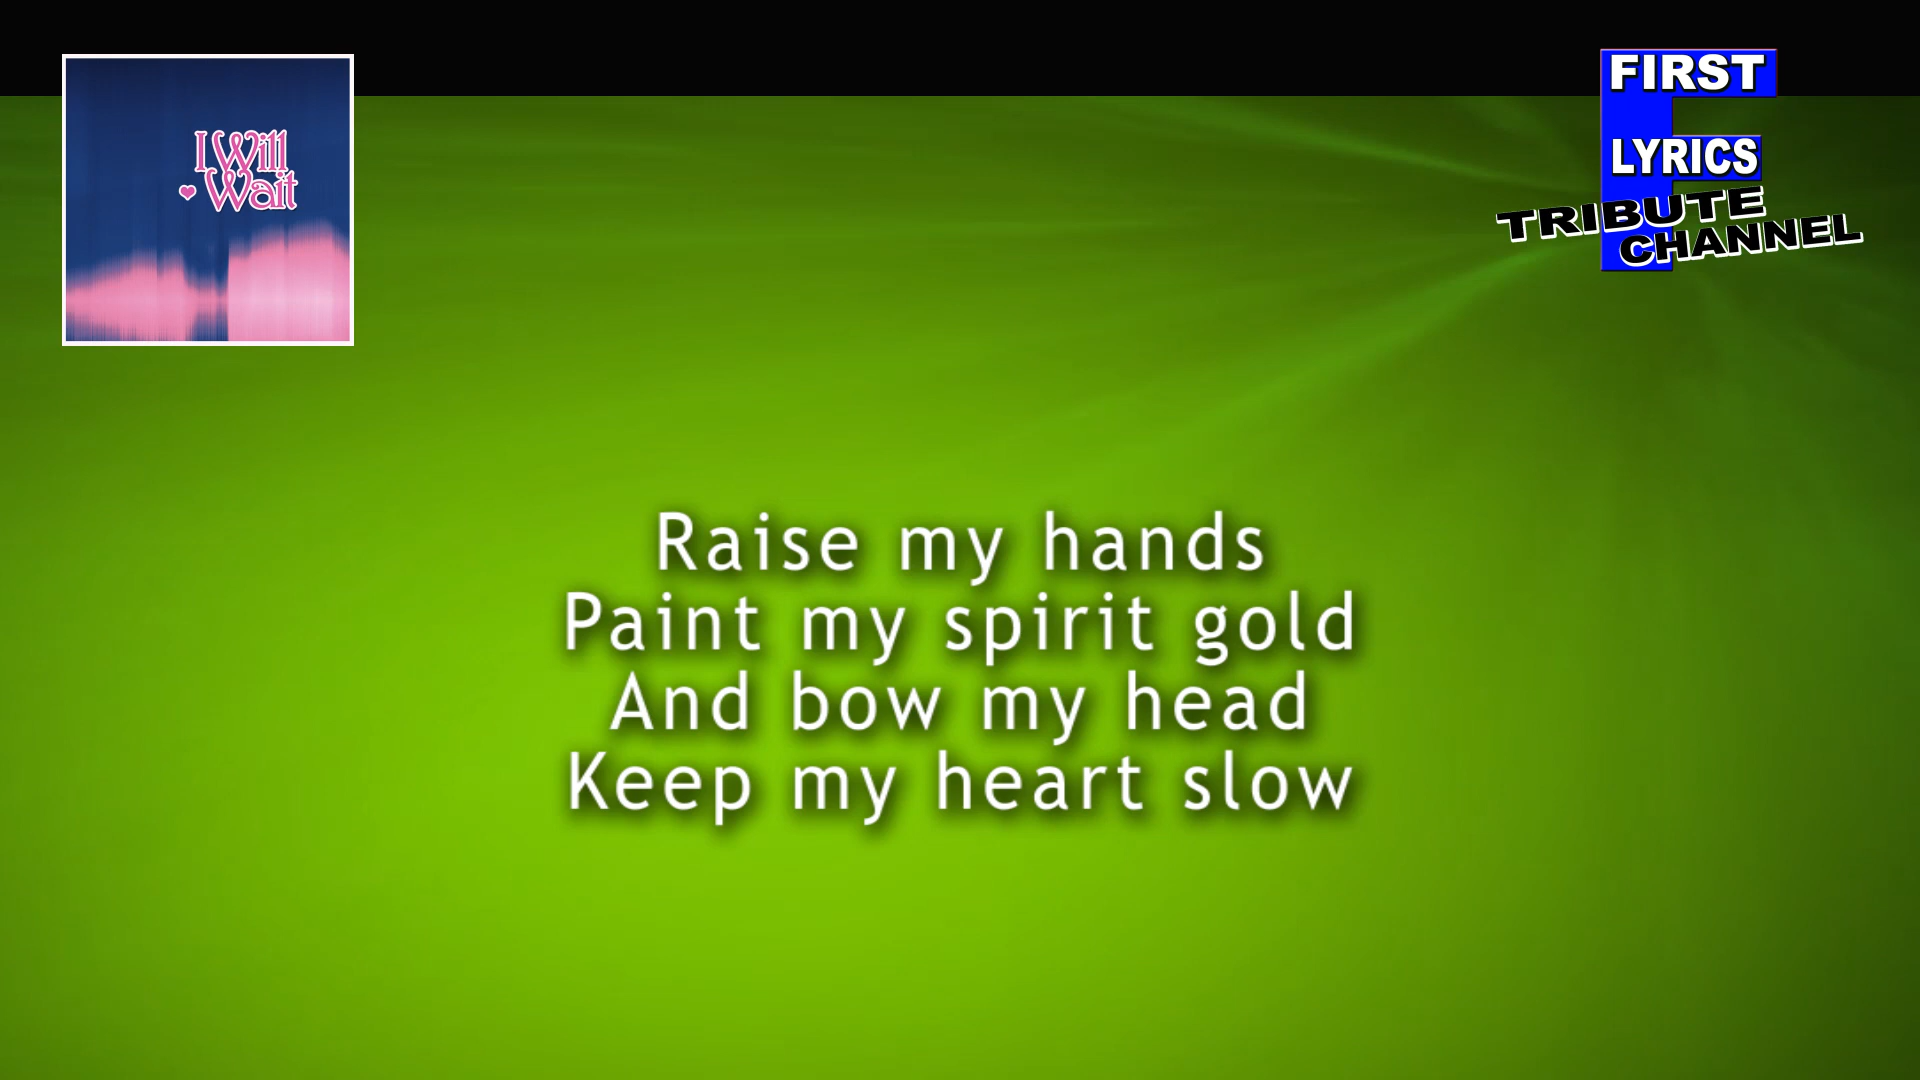 I Will
Wait
FIRST
LYRICS
TRIBUTE
CHANNEL
Raise my hands
Paint my spirit gold
And bow my head
Keep my heart slow